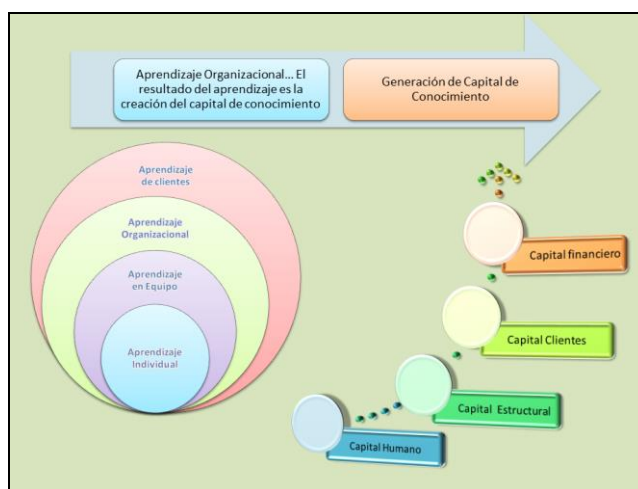 Aprendizaje Organizacional... El
resultado del aprendizaje es la
creación del capital de conocimiento
Generación de Capital de
Conocimiento
Aprendizaje
de clientes
Aprendizaje
Organizacional
Aprendizaje
en Equipo
Aprendizaje
Individual
Capital financiero
Capital Clientes
Capital Estructural
Capital Humano